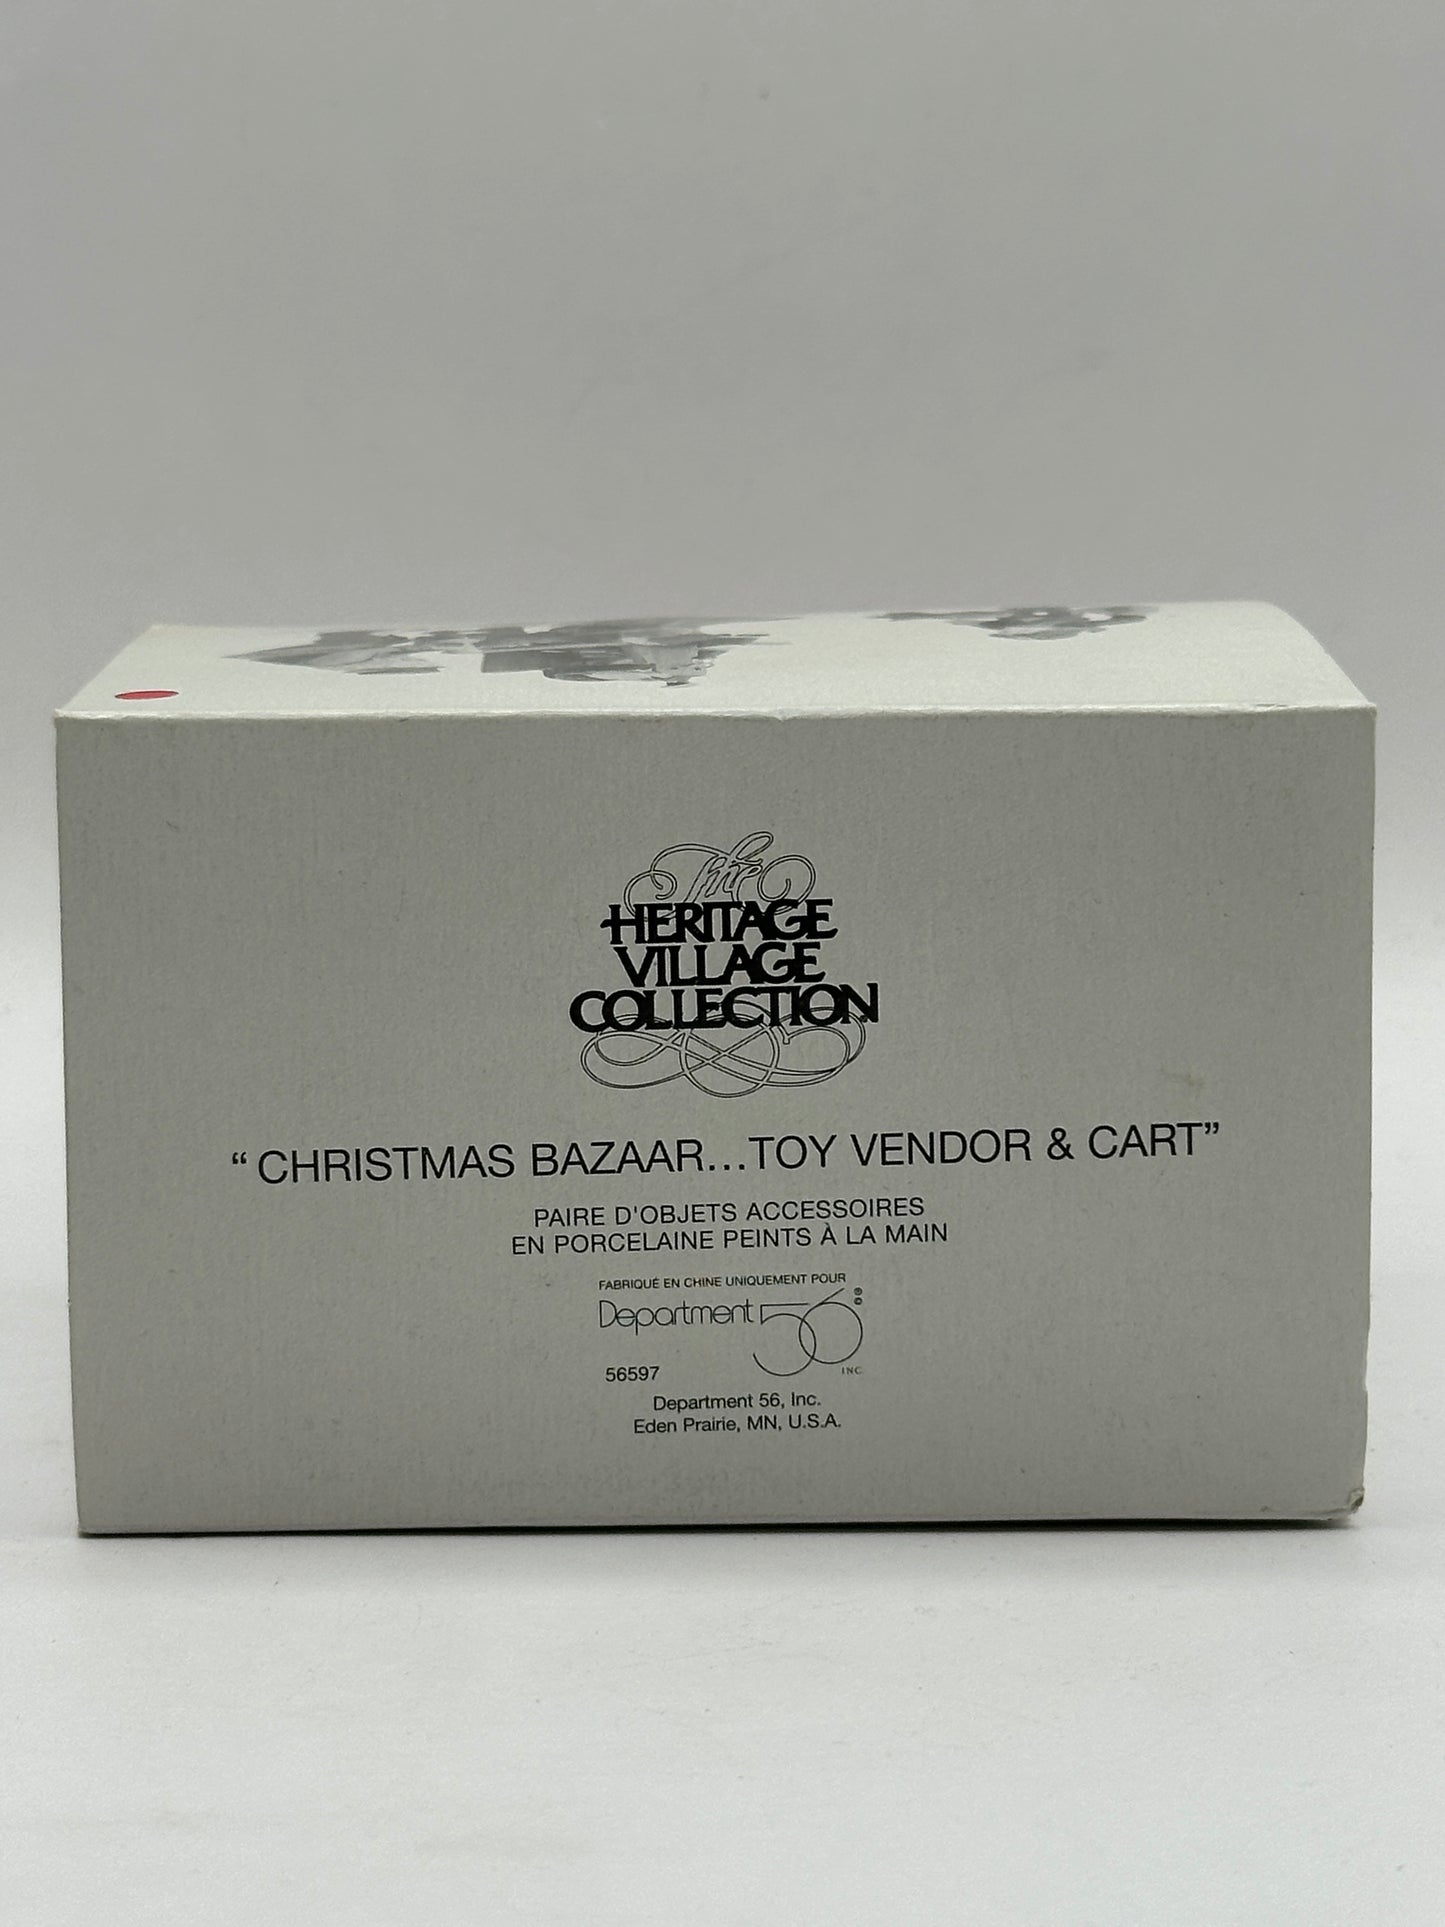 The
HERITAGE
VILLAGE
COLLECTION
“CHRISTMAS BAZAAR...TOY VENDOR & CART”
PAIRE D'OBJETS ACCESSOIRES
EN PORCELAINE PEINTS À LA MAIN
FABRIQUÉ EN CHINE UNIQUEMENT POUR
Department 56 ® ©
INC.
56597
Department 56, Inc.
Eden Prairie, MN, U.S.A.